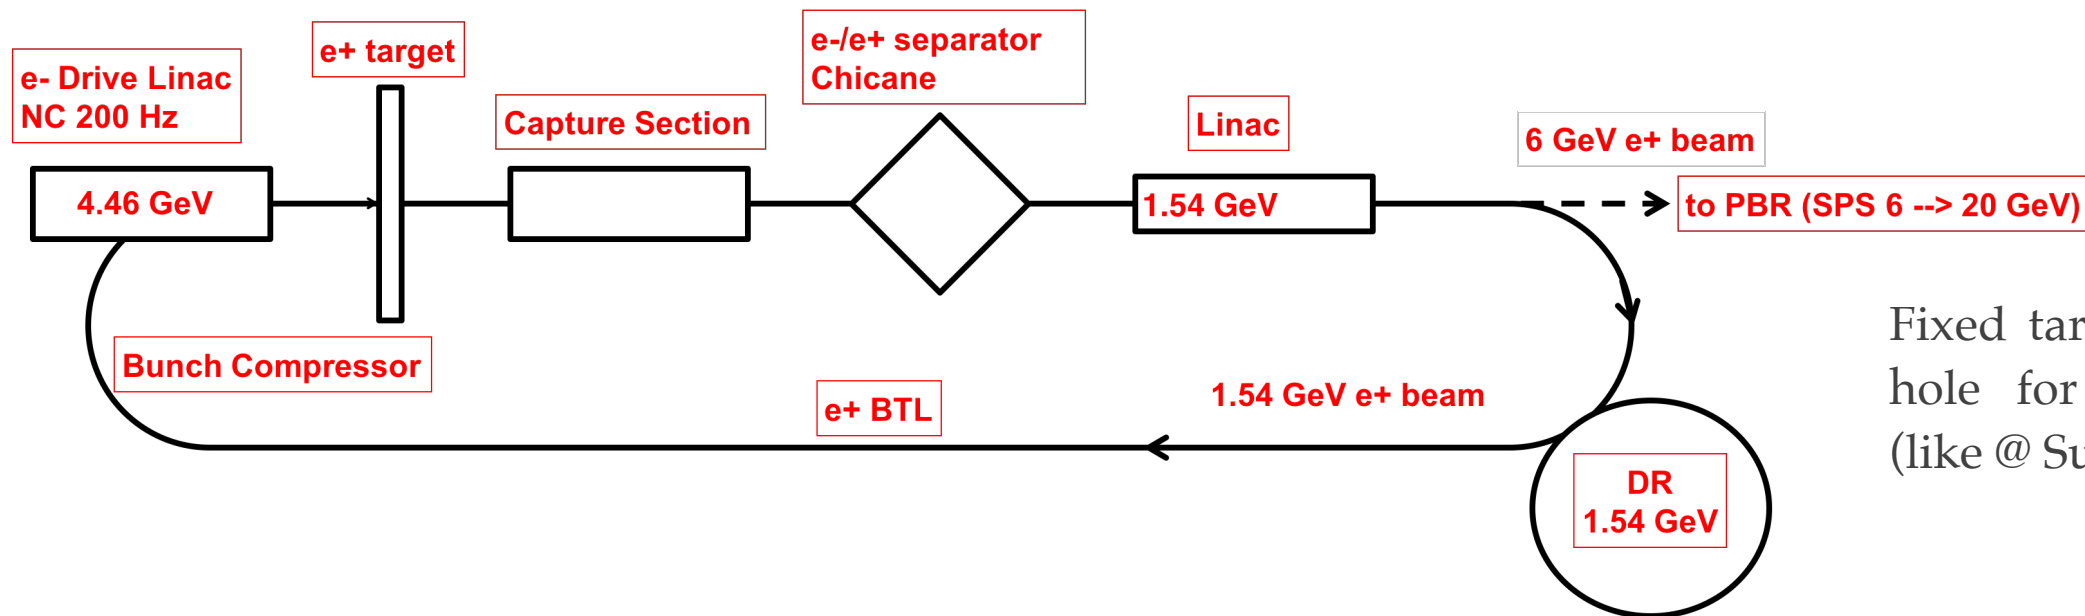 e- Drive Linac
NC 200 Hz
e+ target
e-/e+ separator
Chicane
Capture Section
Linac
6 GeV e+ beam
4.46 GeV
1.54 GeV
to PBR (SPS 6 --> 20 GeV)
Bunch Compressor
e+ BTL
1.54 GeV e+ beam
DR
1.54 GeV
Fixed
hole for
(like @